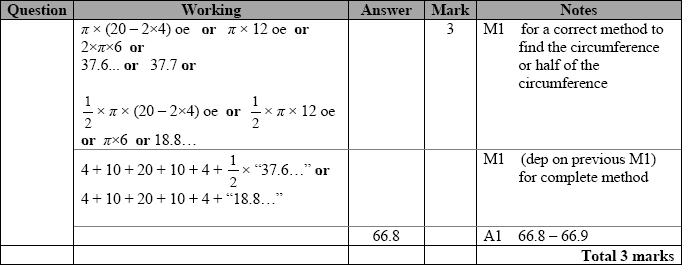 Question Working Answer Mark Notes
π × (20 – 2×4) oe or π × 12 oe or 3 M1 for a correct method to
2×π×6 or find the circumference
37.6... or 37.7 or or half of the
circumference
1/2 × π × (20 – 2×4) oe or 1/2 × π × 12 oe
or π×6 or 18.8…
4 + 10 + 20 + 10 + 4 + 1/2 × “37.6…” or M1 (dep on previous M1)
4 + 10 + 20 + 10 + 4 + “18.8…” for complete method
66.8 A1 66.8 – 66.9
Total 3 marks